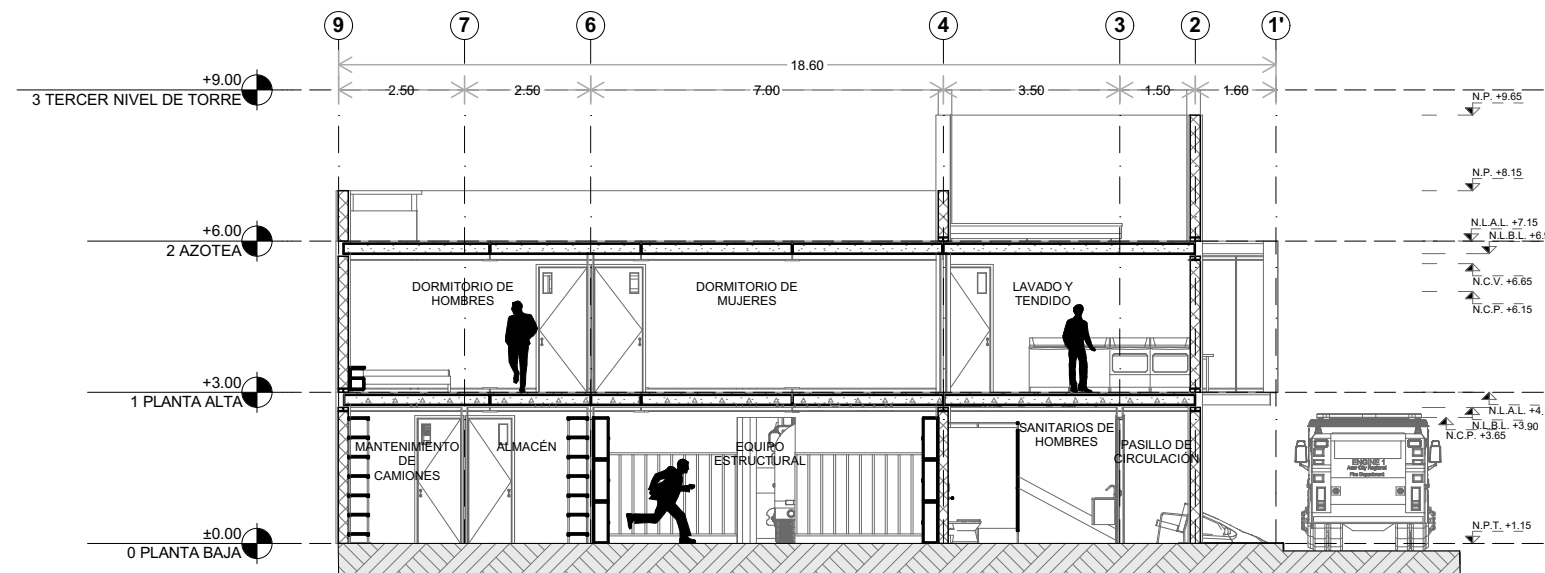 9 7 6 4 3 2 1'
18.60
2.50 2.50 7.00 3.50 1.50 1.60
+9.00
3 TERCER NIVEL DE TORRE
N.P. +9.65
N.P. +8.15
+6.00
2 AZOTEA
N.L.A.L. +7.15
N.L.B.L. +6.
N.C.V. +6.65
N.C.P. +6.15
DORMITORIO DE
HOMBRES
DORMITORIO DE
MUJERES
LAVADO Y
TENDIDO
+3.00
1 PLANTA ALTA
N.L.A.L. +4.
N.L.B.L. +3.90
N.C.P. +3.65
MANTENIMIENTO
DE
CAMIONES
ALMACÉN
EQUIPO
ESTRUCTURAL
SANITARIOS DE
HOMBRES
PASILLO DE
CIRCULACIÓN
ENGINE 1
Fire Department
±0.00
0 PLANTA BAJA
N.P.T. +1.15